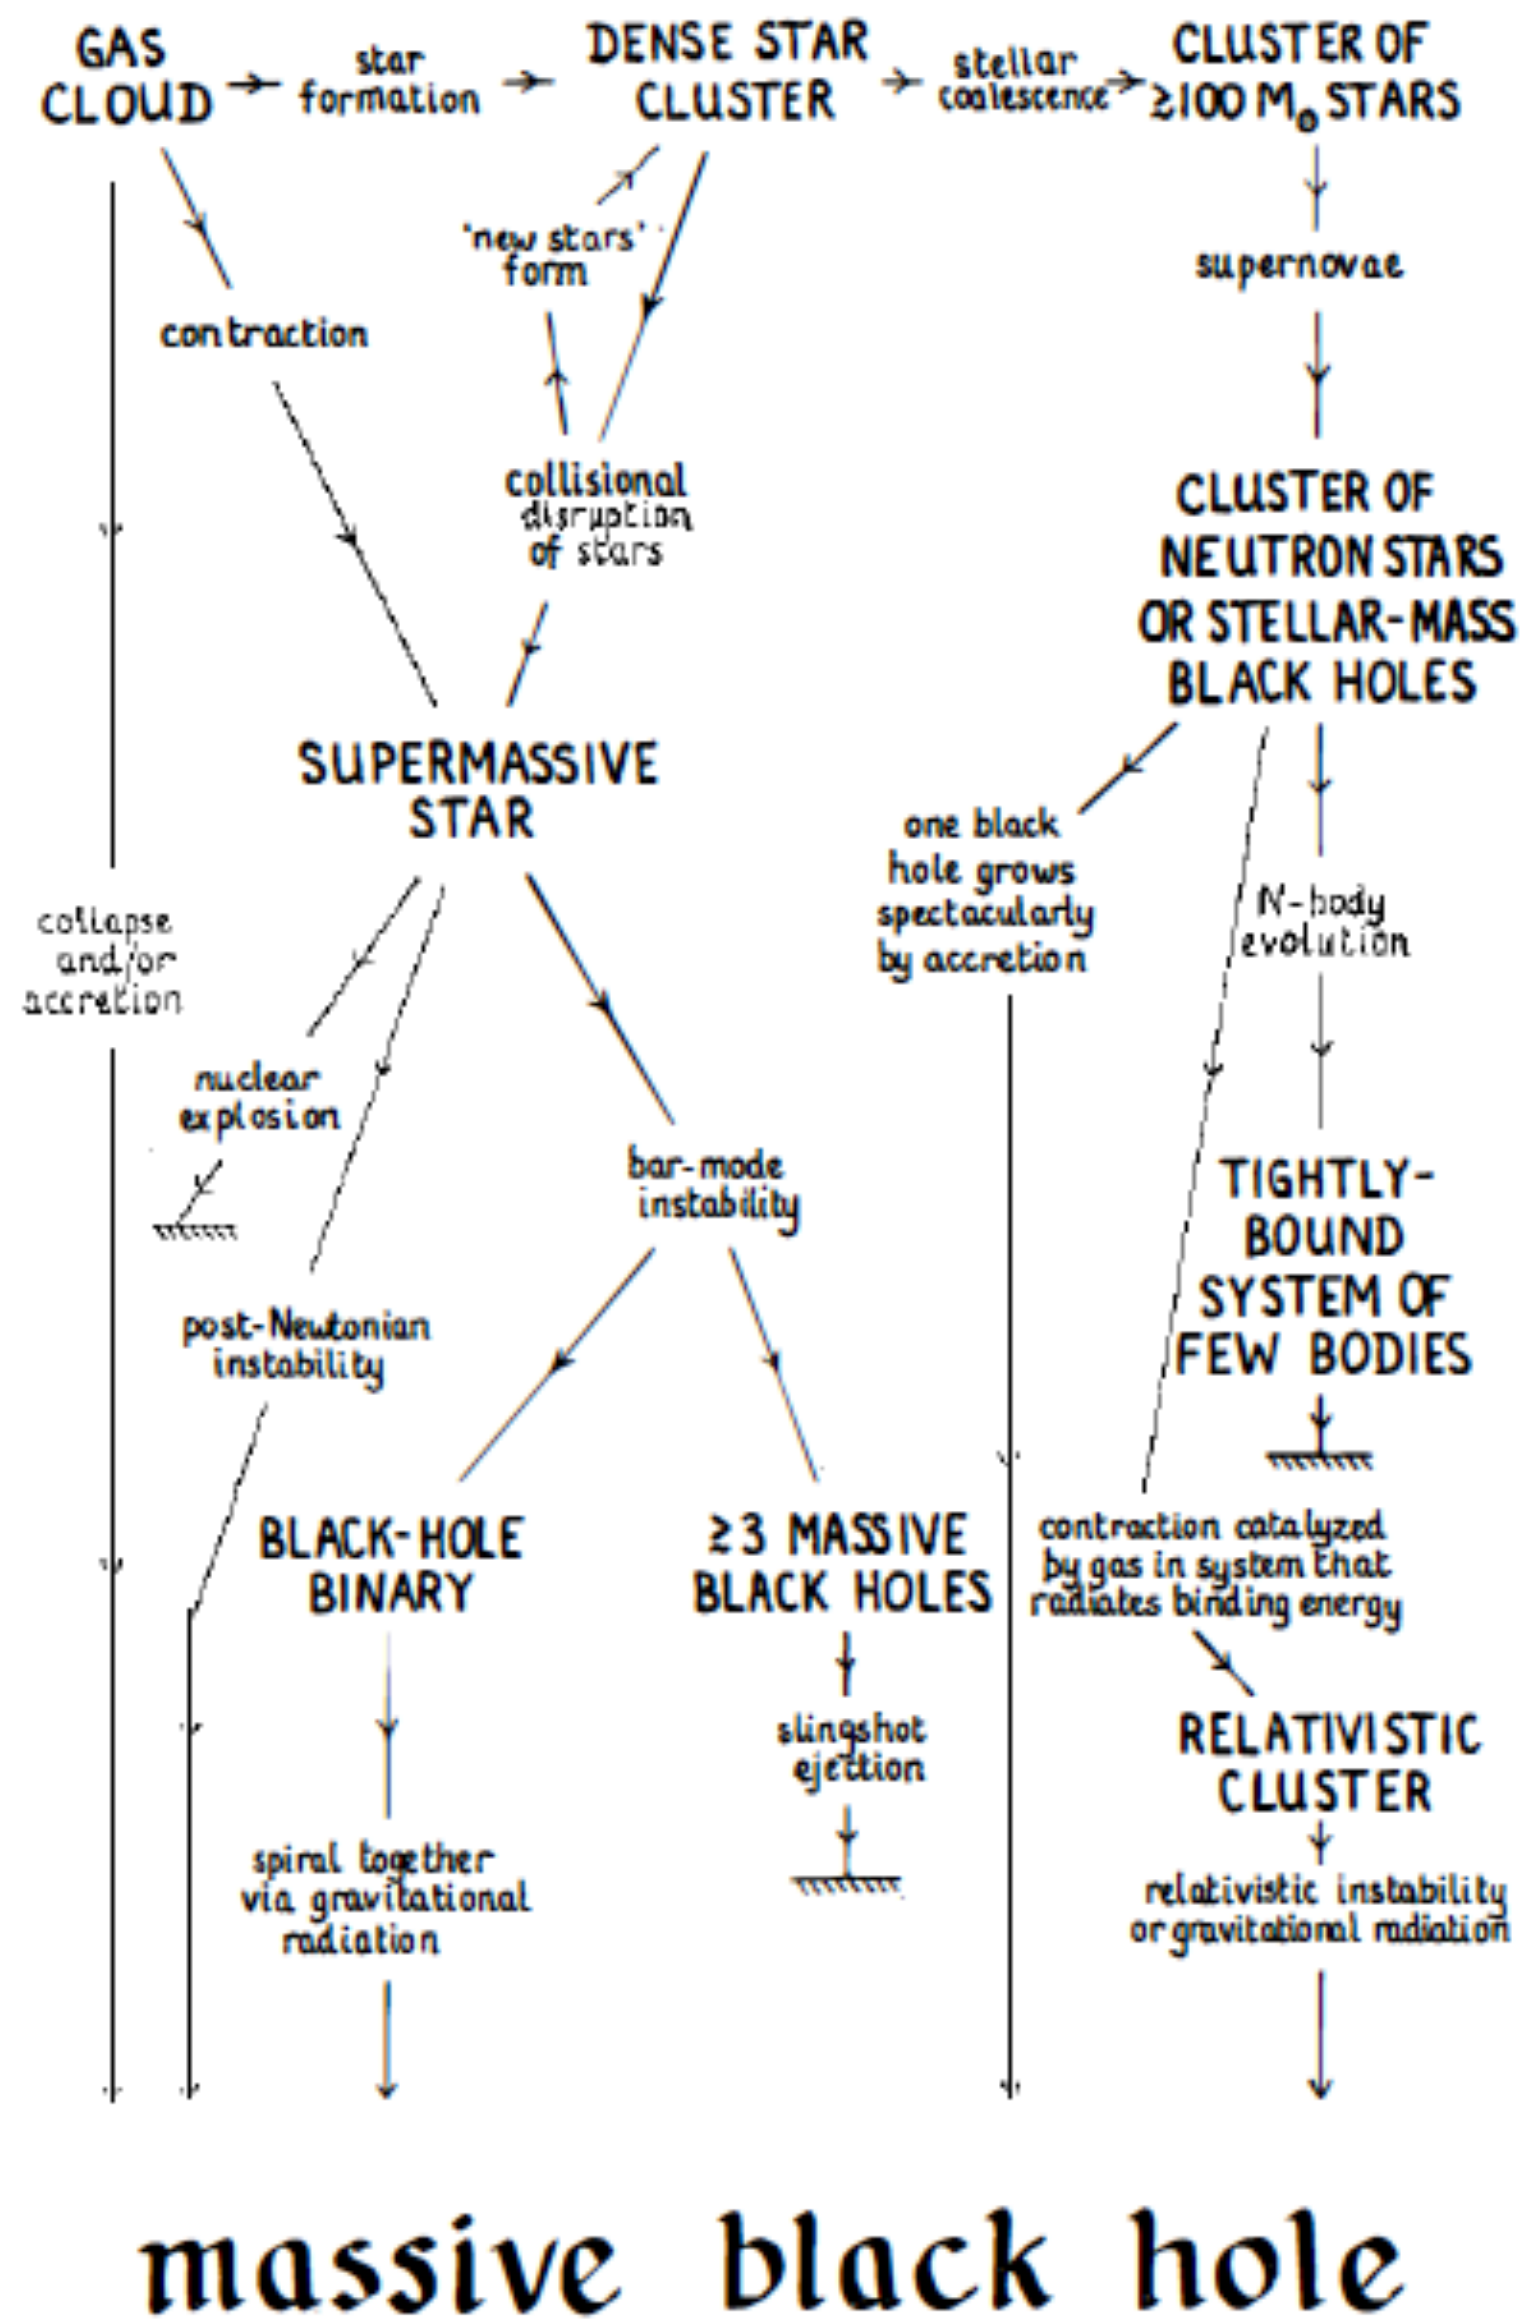 GAS
CLOUD
star
formation
DENSE STAR
CLUSTER
stellar
coalescence
CLUSTER OF
≥100 M⊙ STARS
'new stars'
form
supernovae
contraction
collisional
disruption
of stars
CLUSTER OF
NEUTRON STARS
OR STELLAR-MASS
BLACK HOLES
SUPERMASSIVE
STAR
one black
hole grows
spectacularly
by accretion
N-body
evolution
collapse
and/or
accretion
nuclear
explosion
bar-mode
instability
TIGHTLY-
BOUND
SYSTEM OF
FEW BODIES
post-Newtonian
instability
BLACK-HOLE
BINARY
≥3 MASSIVE
BLACK HOLES
contraction catalyzed
by gas in system that
radiates binding energy
slingshot
ejection
RELATIVISTIC
CLUSTER
spiral together
via gravitational
radiation
relativistic instability
or gravitational radiation
massive black hole